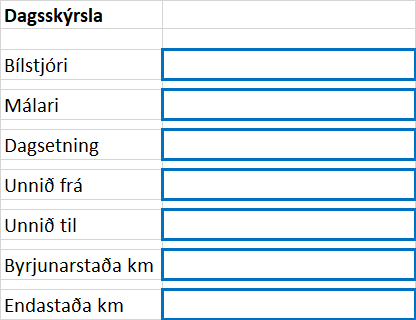 Dagsskýrsla
Bílstjóri
Málari
Dagsetning
Unnið frá
Unnið til
Byrjunarstaða km
Endastaða km